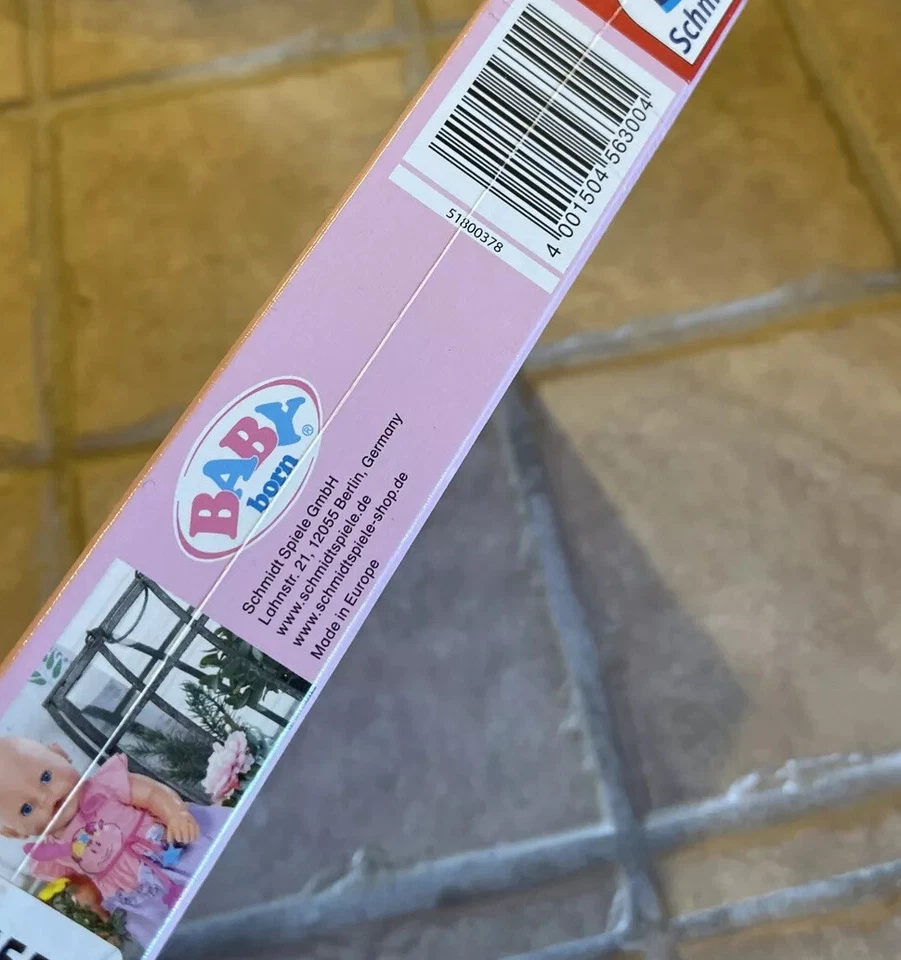 4 001504 563004
51800378
BABY
born®
Schmidt Spiele GmbH
Lahnstr. 21, 12055 Berlin, Germany
www.schmidtspiele.de
www.schmidtspiele-shop.de
Made in Europe